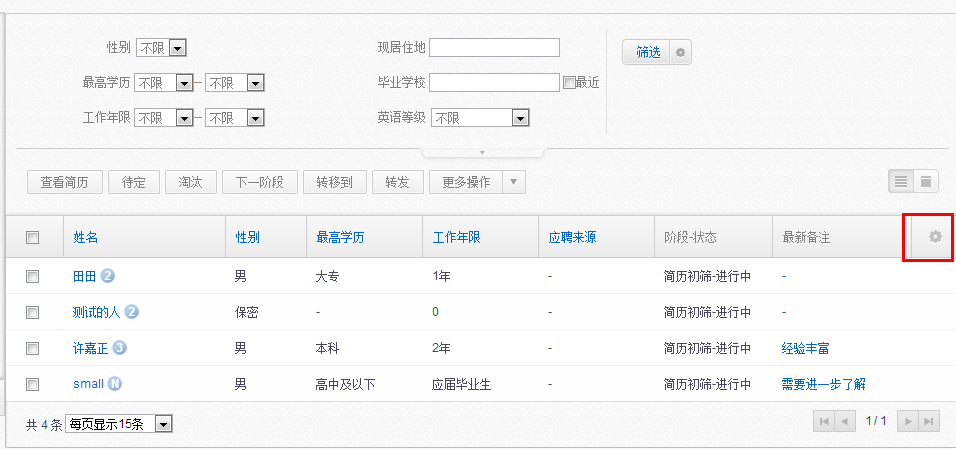 性别 不限 现居住地 筛选
最高学历 不限 -- 不限 毕业学校 最近
工作年限 不限 -- 不限 英语等级 不限
查看简历 待定 淘汰 下一阶段 转移到 转发 更多操作
姓名 性别 最高学历 工作年限 应聘来源 阶段-状态 最新备注
田田 2 男 大专 1年 - 简历初筛-进行中 -
测试的人 2 保密 - 0 - 简历初筛-进行中 -
许嘉正 3 男 本科 2年 - 简历初筛-进行中 经验丰富
small N 男 高中及以下 应届毕业生 - 简历初筛-进行中 需要进一步了解
共 4 条 每页显示15条 1/1